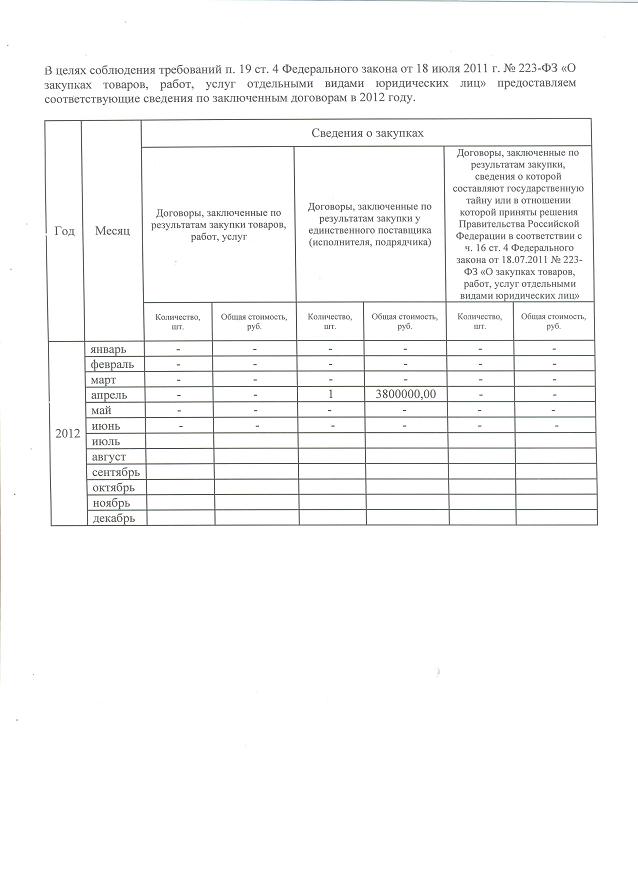 В целях соблюдения требований п. 19 ст. 4 Федерального закона от 18 июля 2011 г. № 223-ФЗ «О
закупках товаров, работ, услуг отдельными видами юридических лиц» предоставляем
соответствующие сведения по заключенным договорам в 2012 году.
Год
Месяц
Сведения о закупках
Договоры, заключенные по
результатам закупки товаров,
работ, услуг
Договоры, заключенные по
результатам закупки у
единственного поставщика
(исполнителя, подрядчика)
Договоры, заключенные по
результатам закупки,
сведения о которой
составляют государственную
тайну или в отношении
которой приняты решения
Правительства Российской
Федерации в соответствии с
ч. 16 ст. 4 Федерального
закона от 18.07.2011 № 223-
ФЗ «О закупках товаров,
работ, услуг отдельными
видами юридических лиц»
Количество,
шт.
Общая стоимость,
руб.
Количество,
шт.
Общая стоимость,
руб.
Количество,
шт.
Общая стоимость,
руб.
2012
январь - - - - - -
февраль - - - - - -
март - - - - - -
апрель - - 1 3800000,00 - -
май - - - - - -
июнь - - - - - -
июль
август
сентябрь
октябрь
ноябрь
декабрь